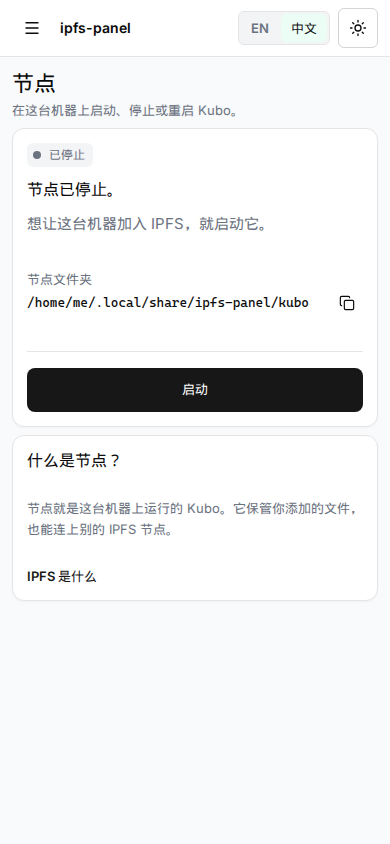 ipfs-panel
EN
中文
节点
在这台机器上启动、停止或重启 Kubo。
已停止
节点已停止。
想让这台机器加入 IPFS，就启动它。
节点文件夹
/home/me/.local/share/ipfs-panel/kubo
启动
什么是节点？
节点就是这台机器上运行的 Kubo。它保管你添加的文件，
也能连上别的 IPFS 节点。
IPFS 是什么